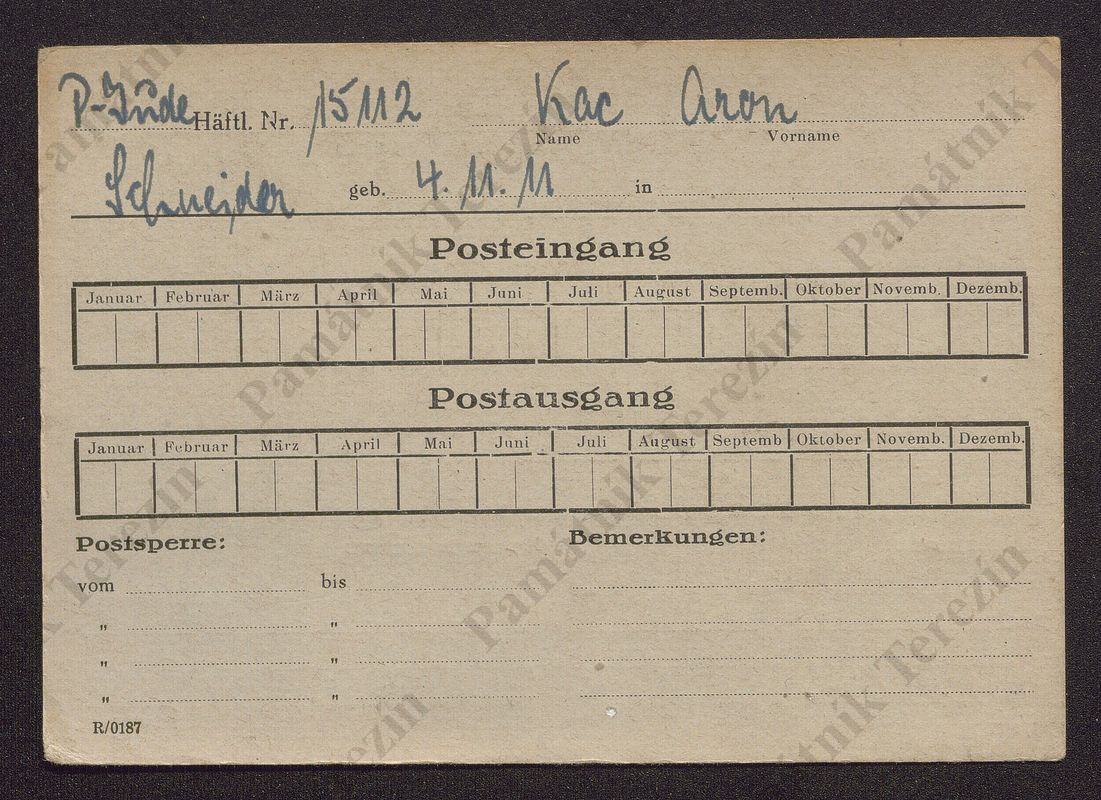 P-Jude Häftl. Nr. 15112 Kac Aron
Name Vorname
Schneider geb. 4. 11. 11 in
Posteingang
Januar Februar März April Mai Juni Juli August Septemb. Oktober Novemb. Dezemb.
Postausgang
Januar Februar März April Mai Juni Juli August Septemb Oktober Novemb. Dezemb.
Postsperre: Bemerkungen:
vom bis
" "
" "
" "
R/0187
Památník Terezín